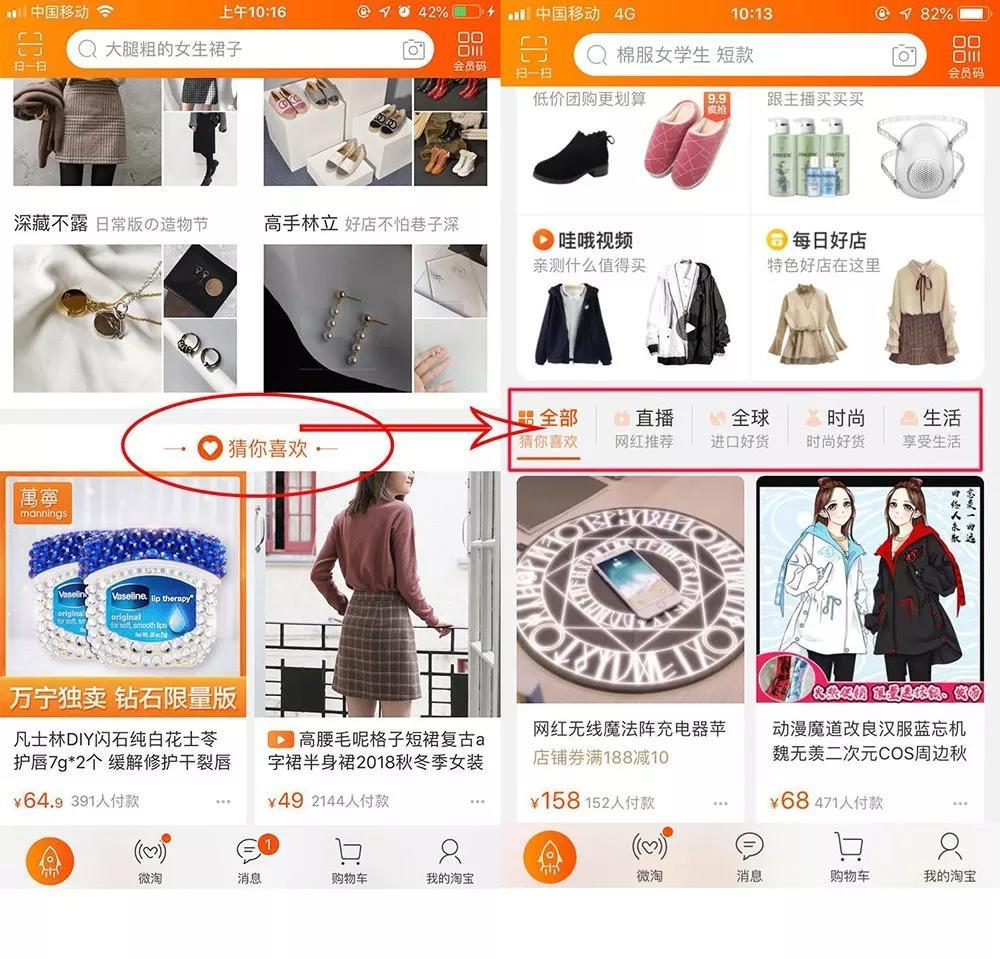 中国移动
上午10:16
42%
扫一扫
大腿粗的女生裙子
会员码
深藏不露 日常版的造物节
高手林立 好店不怕巷子深
猜你喜欢
萬寧
mannings
Vaseline
Vaseline lip therapy
original
original
for soft, smooth lips
万宁独卖 钻石限量版
凡士林DIY闪石纯白花士苓
护唇7g*2个 缓解修护干裂唇
¥64.9 391人付款 ...
高腰毛呢格子短裙复古a
字裙半身裙2018秋冬季女装
¥49 2144人付款 ...
微淘
1
消息
购物车
我的淘宝
中国移动 4G
10:13
82%
扫一扫
棉服女学生 短款
会员码
低价团购更划算
9.9
疯抢
跟主播买买买
PANTENE
哇哦视频
亲测什么值得买
每日好店
特色好店在这里
全部
猜你喜欢
直播
网红推荐
全球
进口好货
时尚
时尚好货
生活
享受生活
网红无线魔法阵充电器苹
店铺券满188减10
¥158 152人付款 ...
动漫魔道改良汉服蓝忘机
魏无羡二次元COS周边秋
¥68 471人付款 ...
微淘
消息
购物车
我的淘宝